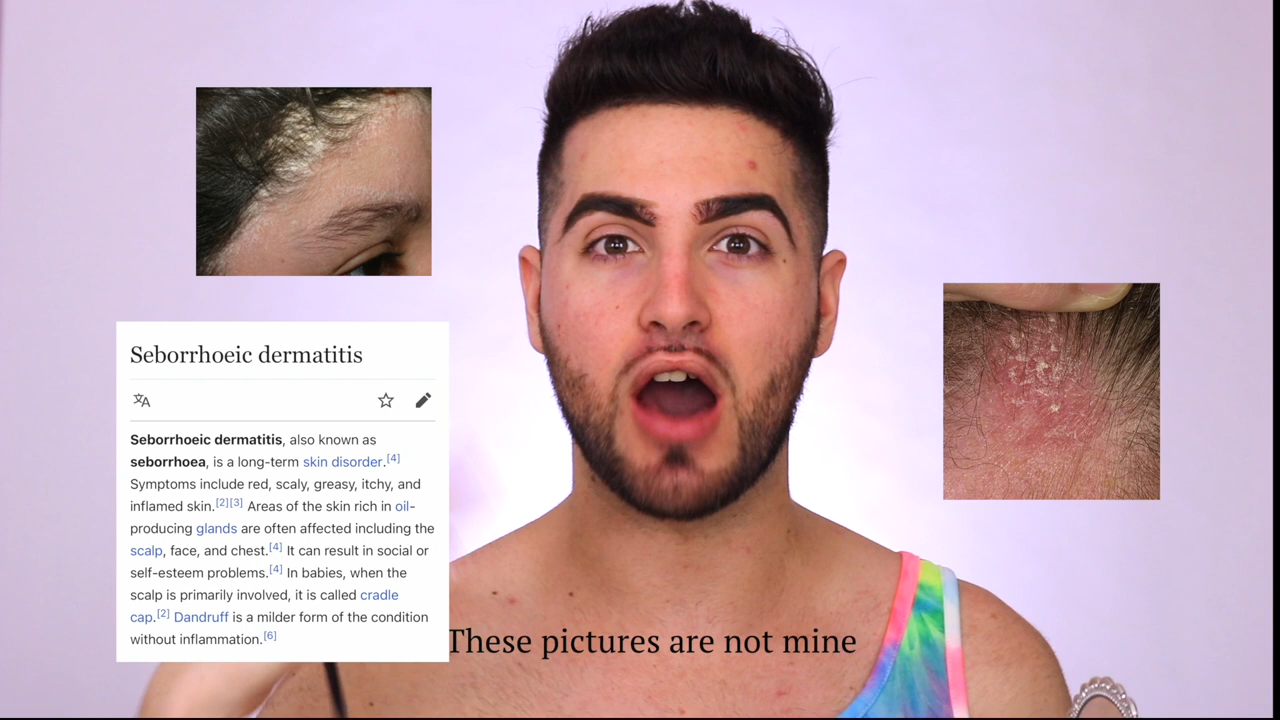 Seborrhoeic dermatitis
Seborrhoeic dermatitis, also known as
seborrhoea, is a long-term skin disorder.[4]
Symptoms include red, scaly, greasy, itchy, and
inflamed skin.[2][3] Areas of the skin rich in oil-
producing glands are often affected including the
scalp, face, and chest.[4] It can result in social or
self-esteem problems.[4] In babies, when the
scalp is primarily involved, it is called cradle
cap.[2] Dandruff is a milder form of the condition
without inflammation.[6]
These pictures are not mine